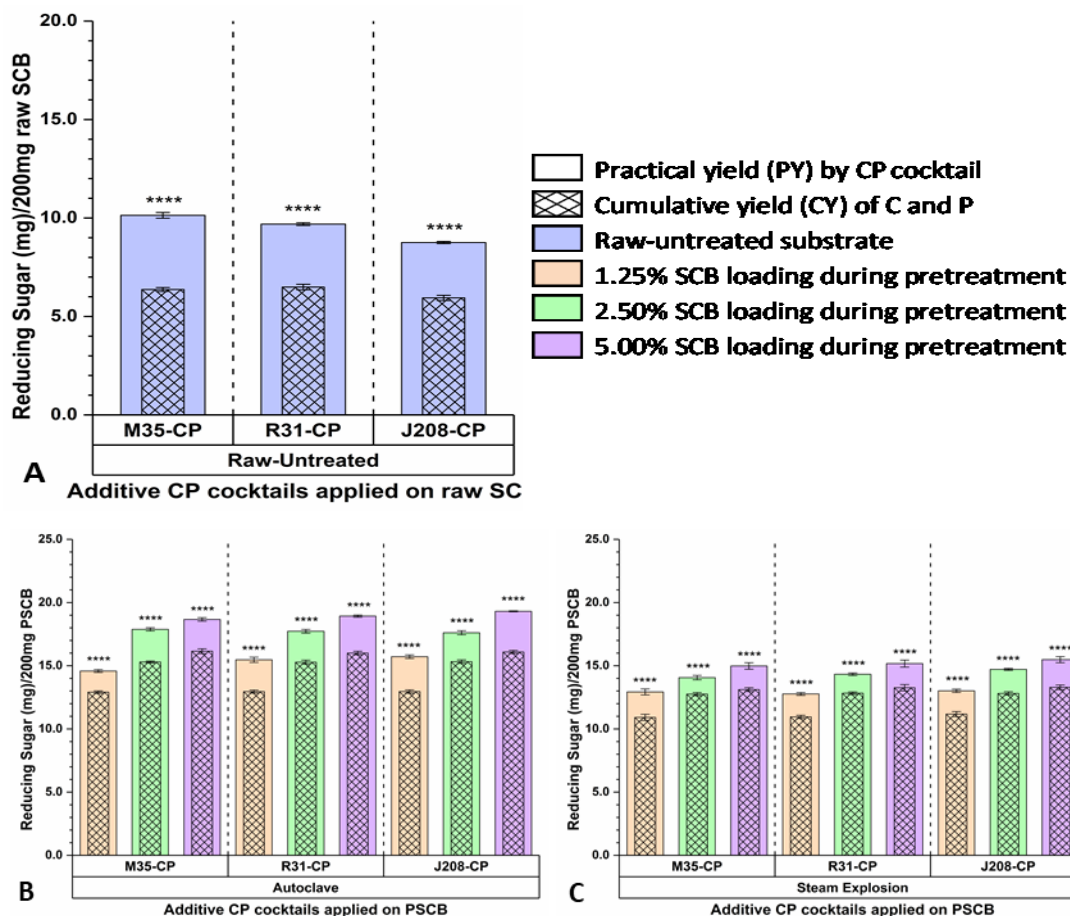 20.0
15.0
10.0
5.0
0.0
Reducing Sugar (mg)/200mg raw SCB
****
****
****
M35-CP
R31-CP
J208-CP
Raw-Untreated
A
Additive CP cocktails applied on raw SC
Practical yield (PY) by CP cocktail
Cumulative yield (CY) of C and P
Raw-untreated substrate
1.25% SCB loading during pretreatment
2.50% SCB loading during pretreatment
5.00% SCB loading during pretreatment
25.0
20.0
15.0
10.0
5.0
0.0
Reducing Sugar (mg)/200mg PSCB
****
****
****
****
****
****
****
****
****
M35-CP
R31-CP
J208-CP
Autoclave
B
Additive CP cocktails applied on PSCB
25.0
20.0
15.0
10.0
5.0
0.0
Reducing Sugar (mg)/200mg PSCB
****
****
****
****
****
****
****
****
****
M35-CP
R31-CP
J208-CP
Steam Explosion
C
Additive CP cocktails applied on PSCB